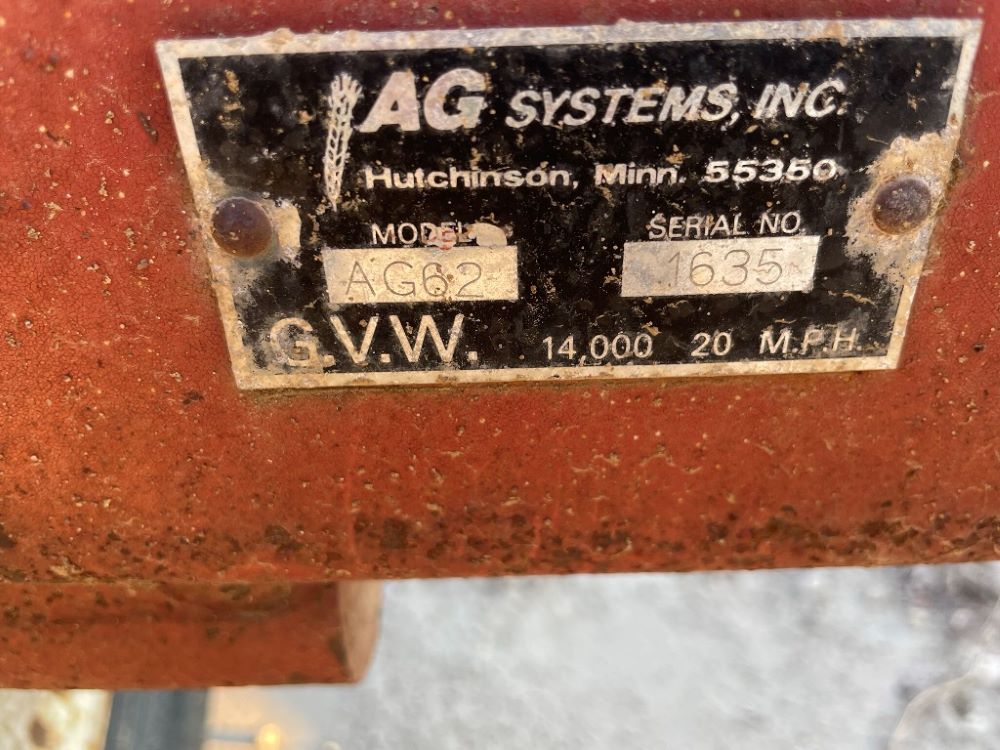 AG SYSTEMS, INC.
Hutchinson, Minn. 55350
MODEL SERIAL NO.
AG62 1635
G.V.W. 14,000 20 M.P.H.